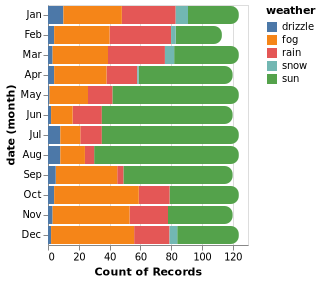 weather
drizzle
fog
rain
snow
sun
date (month)
Jan
Feb
Mar
Apr
May
Jun
Jul
Aug
Sep
Oct
Nov
Dec
0 20 40 60 80 100 120
Count of Records